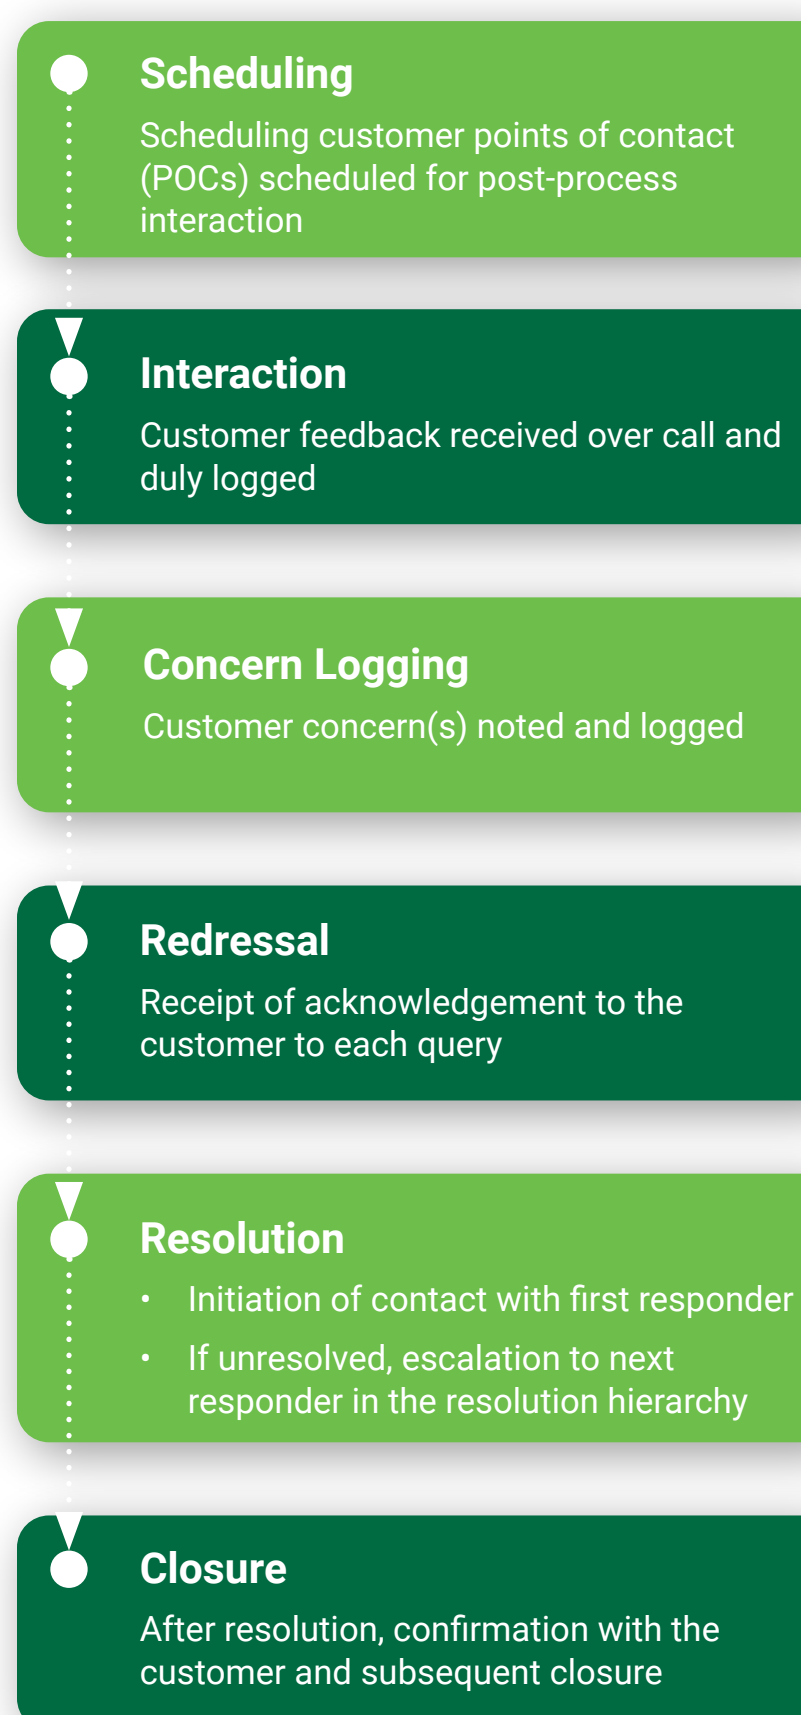 Scheduling
Scheduling customer points of contact
(POCs) scheduled for post-process
interaction
Interaction
Customer feedback received over call and
duly logged
Concern Logging
Customer concern(s) noted and logged
Redressal
Receipt of acknowledgement to the
customer to each query
Resolution
• Initiation of contact with first responder
• If unresolved, escalation to next
responder in the resolution hierarchy
Closure
After resolution, confirmation with the
customer and subsequent closure